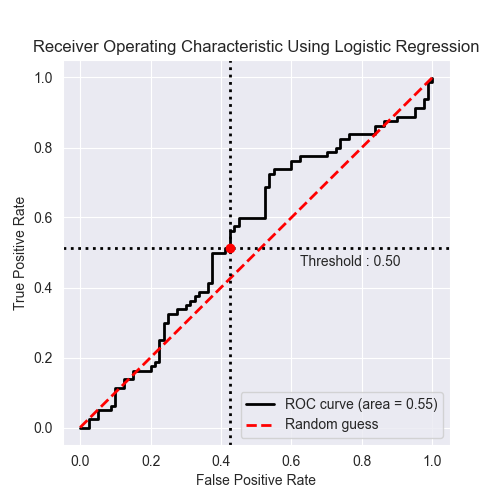 Receiver Operating Characteristic Using Logistic Regression
1.0
0.8
0.6
0.4
0.2
0.0
True Positive Rate
Threshold : 0.50
ROC curve (area = 0.55)
Random guess
0.0 0.2 0.4 0.6 0.8 1.0
False Positive Rate